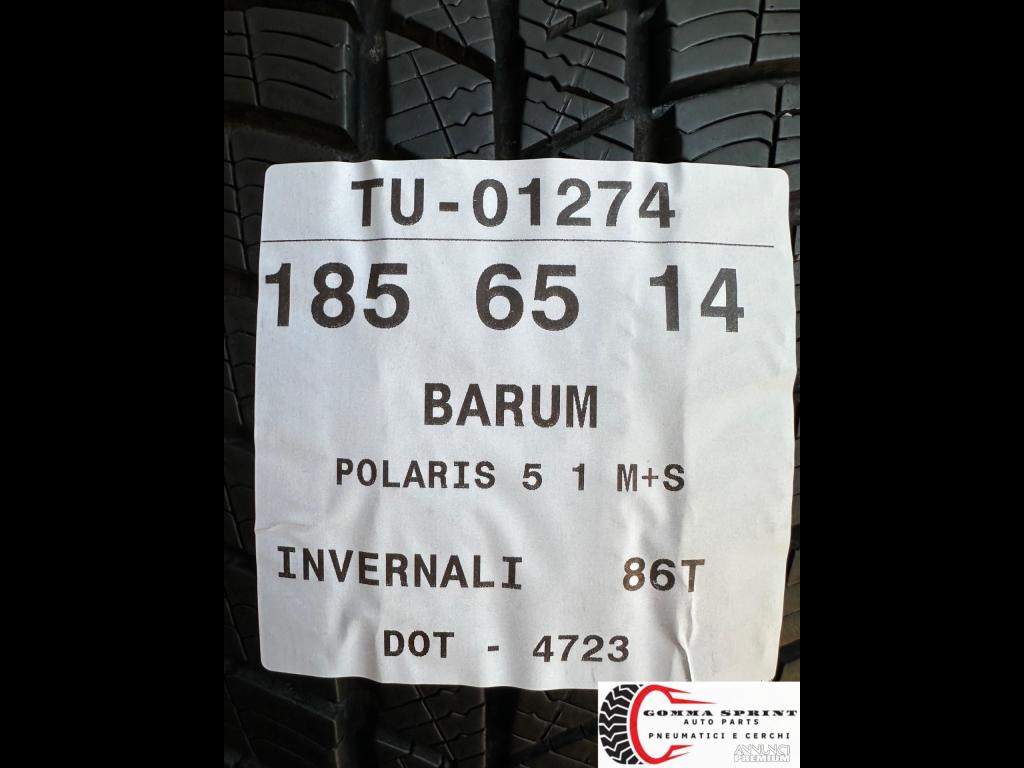 TU-01274
185 65 14
BARUM
POLARIS 5 1 M+S
INVERNALI 86T
DOT - 4723
GOMMA SPRINT
AUTO PARTS
PNEUMATICI E CERCHI
ANNUNCI
PREMIUM